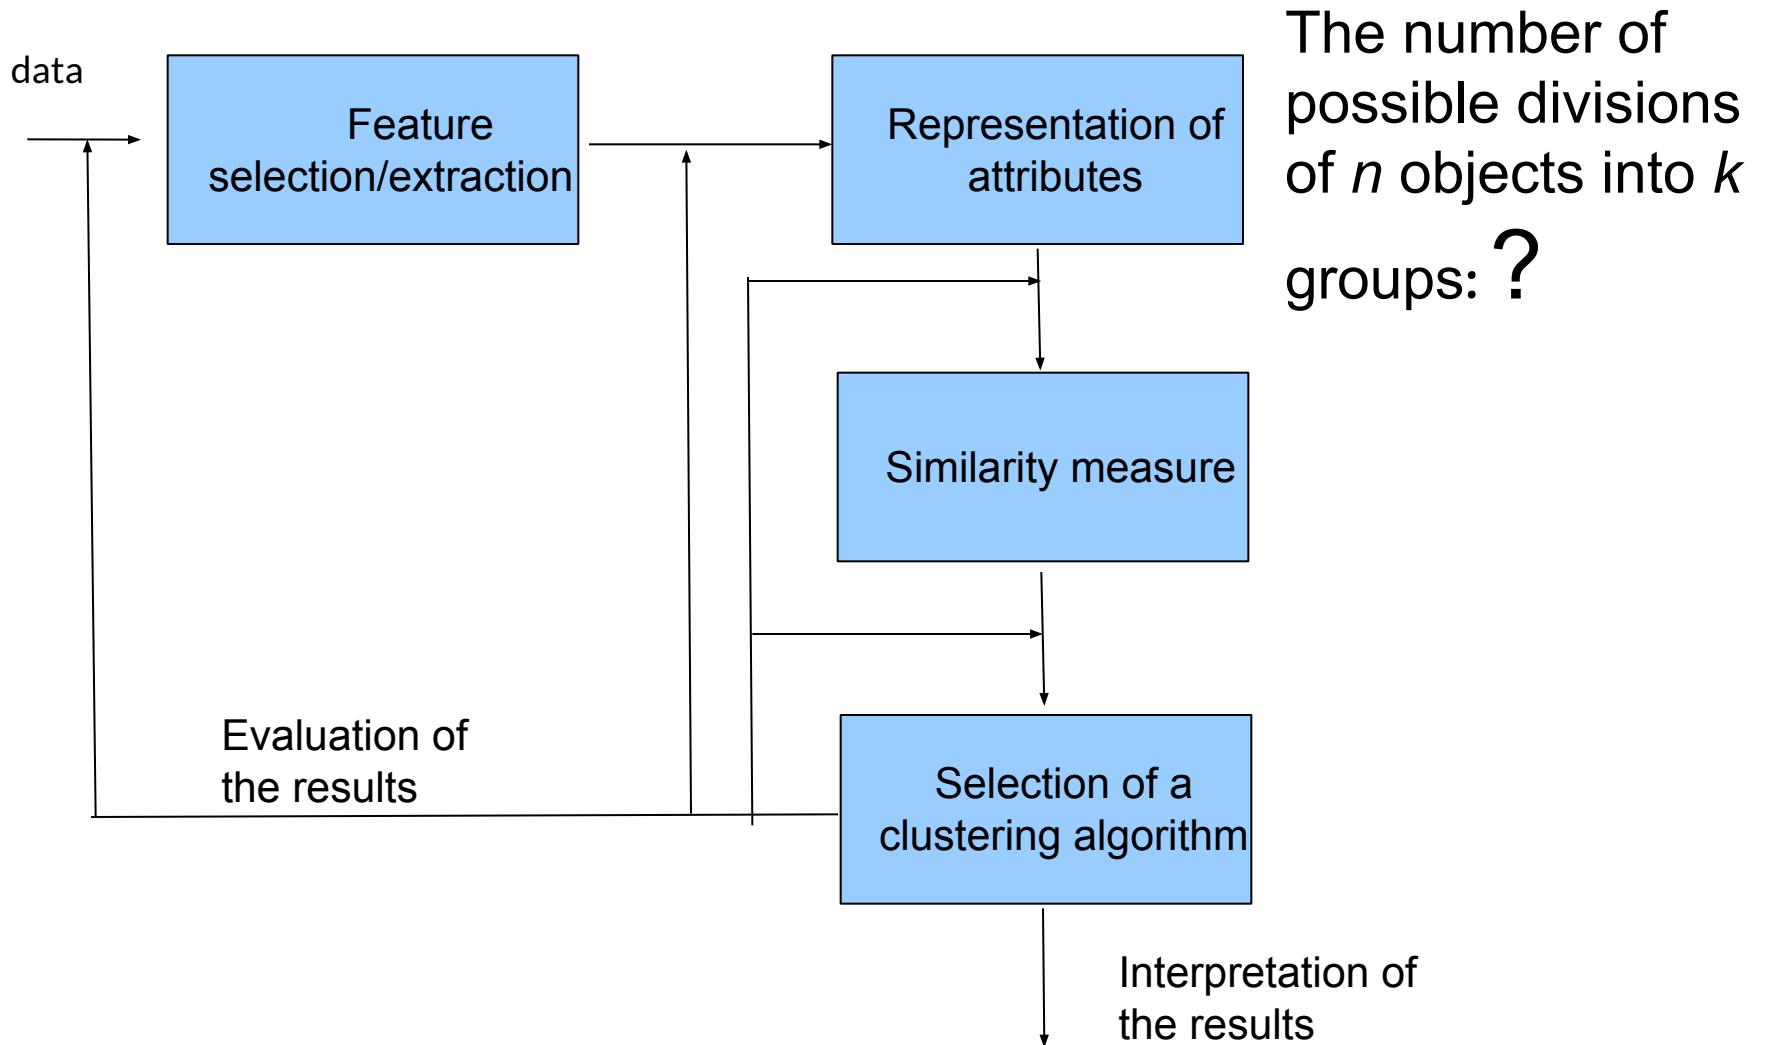 data
Feature
selection/extraction
Representation of
attributes
The number of
possible divisions
of n objects into k
groups: ?
Similarity measure
Evaluation of
the results
Selection of a
clustering algorithm
Interpretation of
the results